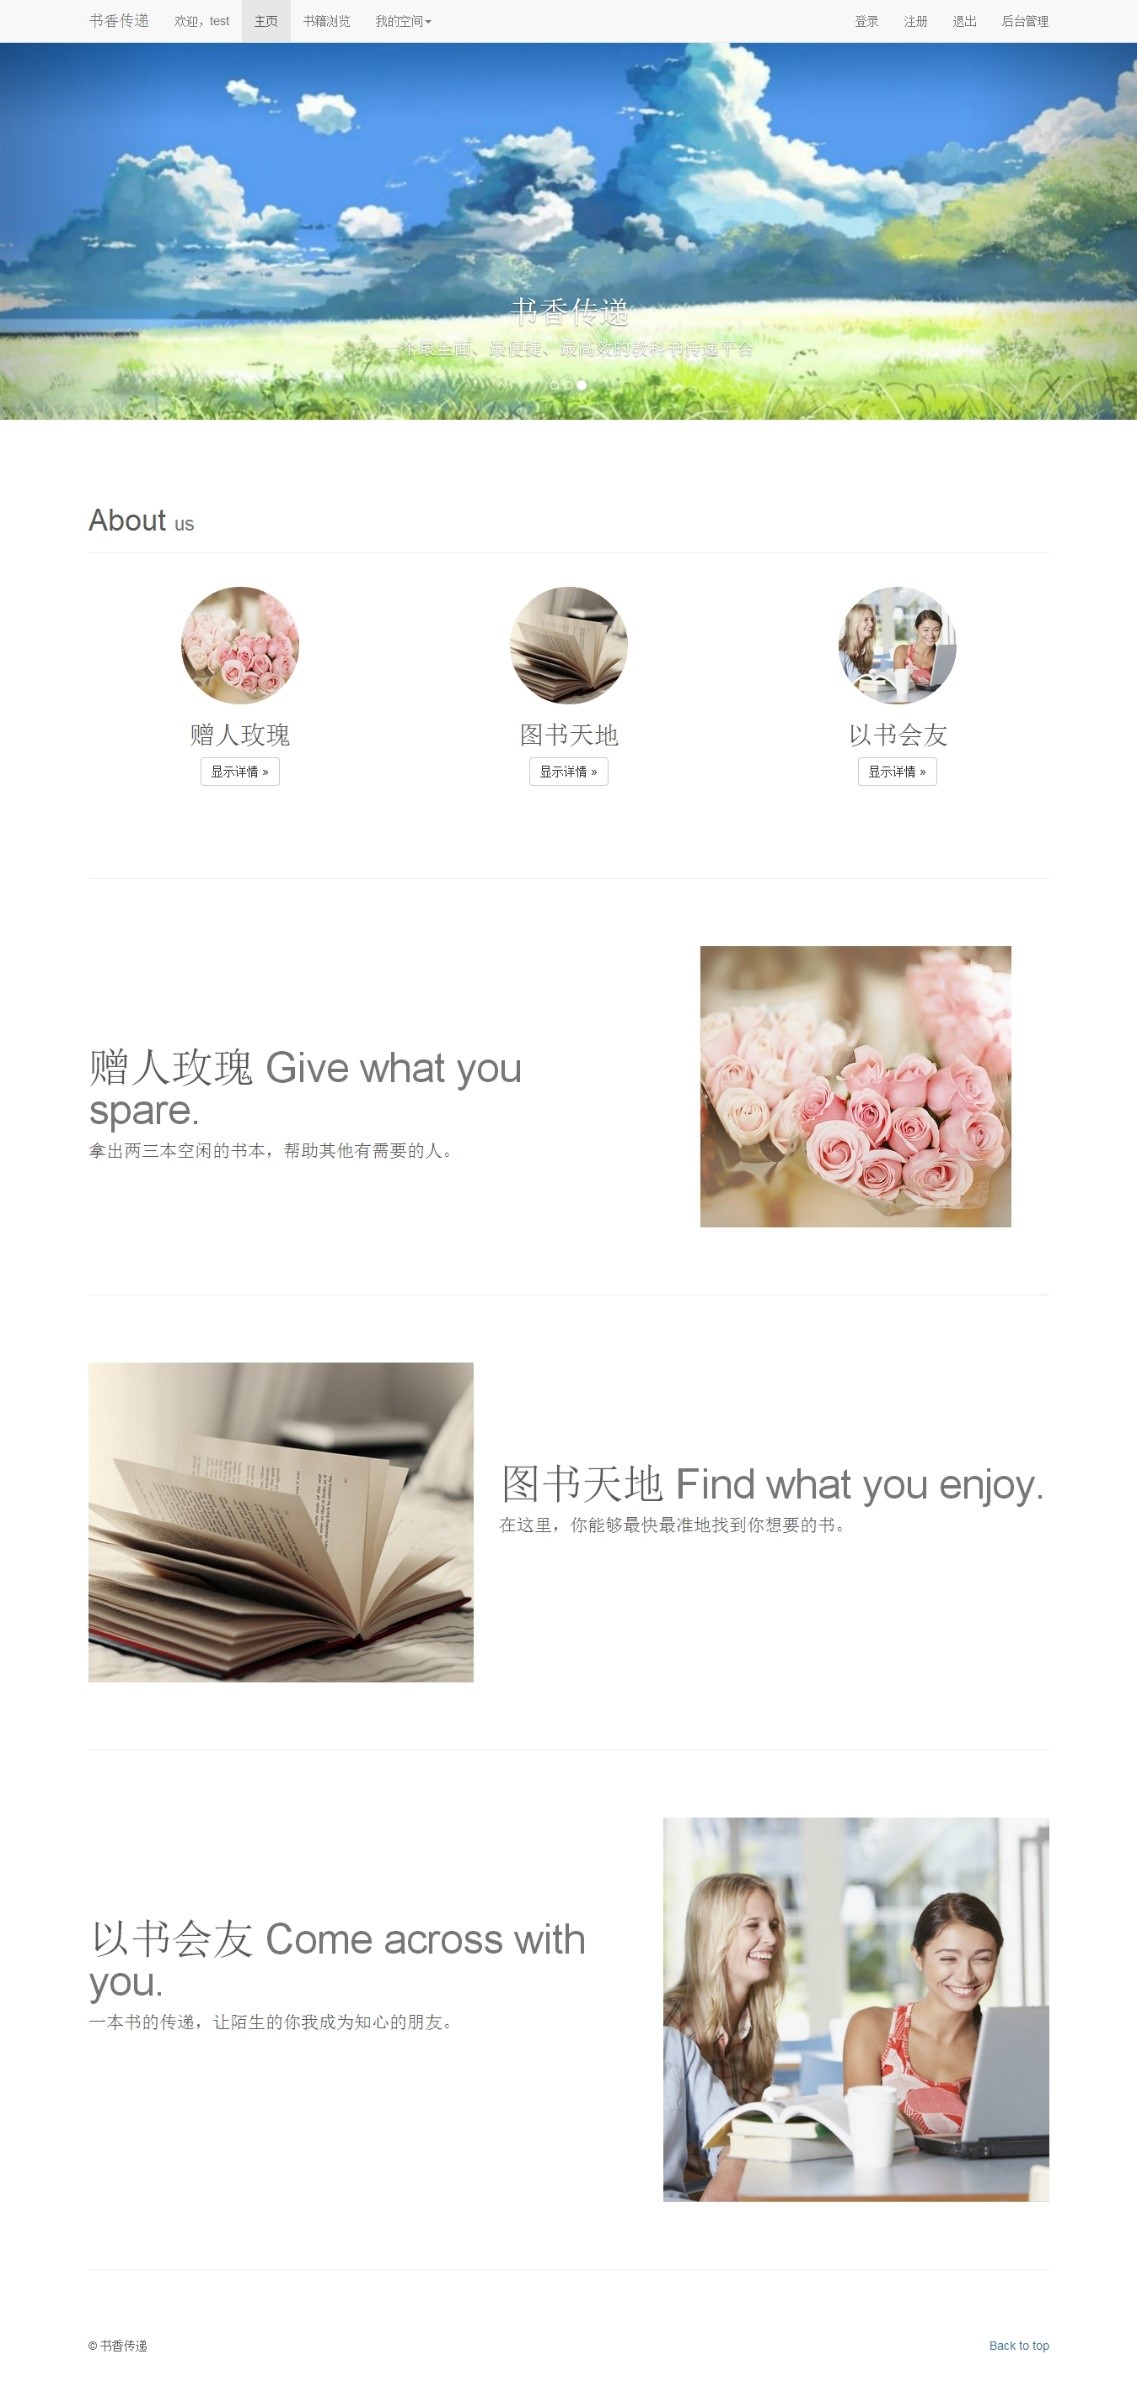 书香传递 欢迎，test 主页 书籍浏览 我的空间 登录 注册 退出 后台管理
书香传递
一个最全面、最便捷、最高效的教科书传递平台
About us
赠人玫瑰 图书天地 以书会友
显示详情 » 显示详情 » 显示详情 »
赠人玫瑰 Give what you
spare.
拿出两三本空闲的书本，帮助其他有需要的人。
图书天地 Find what you enjoy.
在这里，你能够最快最准地找到你想要的书。
以书会友 Come across with
you.
一本书的传递，让陌生的你我成为知心的朋友。
© 书香传递 Back to top